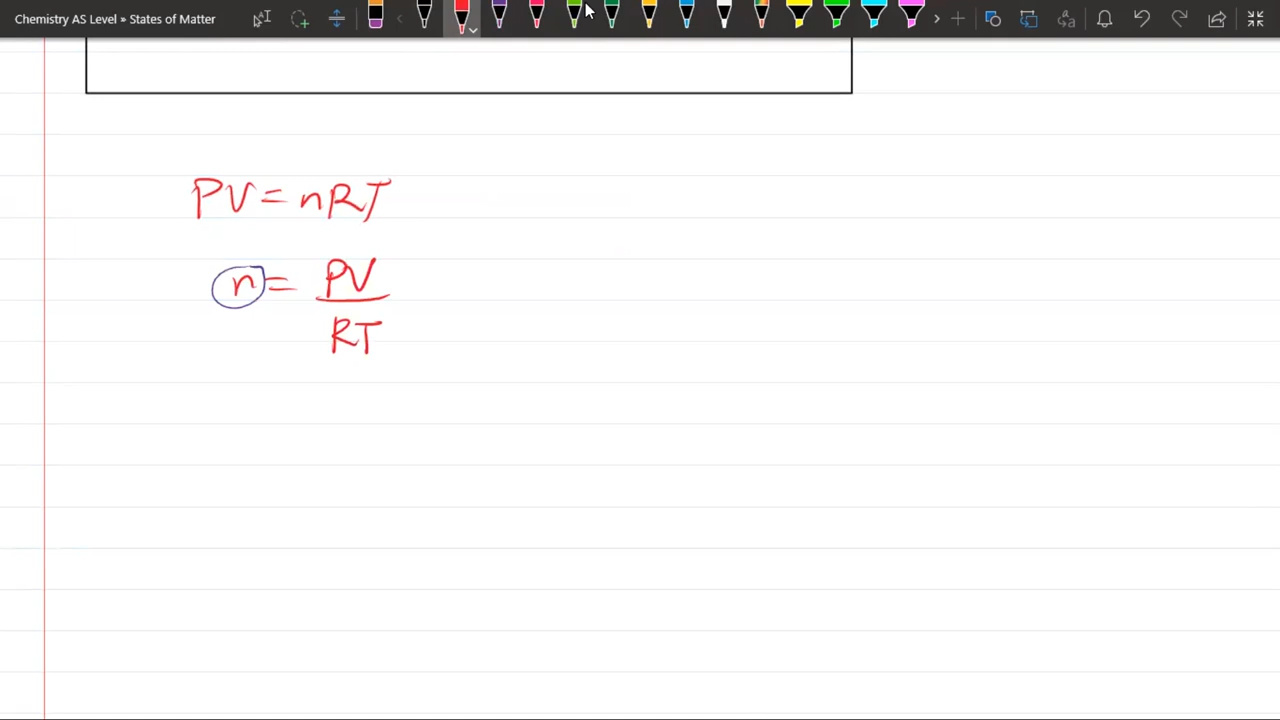 Chemistry AS Level » States of Matter
PV = nRT
n = PV
RT